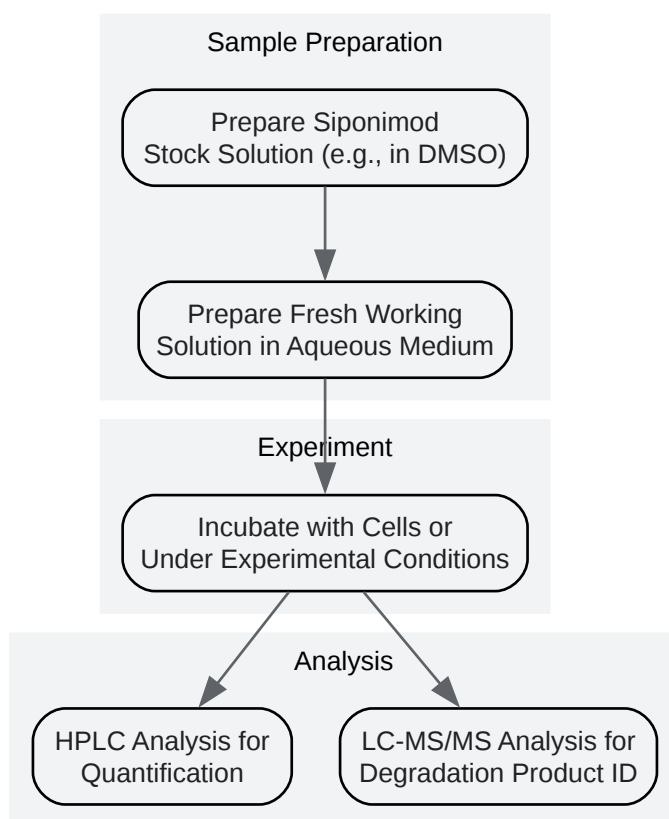 Sample Preparation
Prepare Siponimod
Stock Solution (e.g., in DMSO)
Prepare Fresh Working
Solution in Aqueous Medium
Experiment
Incubate with Cells or
Under Experimental Conditions
Analysis
HPLC Analysis for
Quantification
LC-MS/MS Analysis for
Degradation Product ID